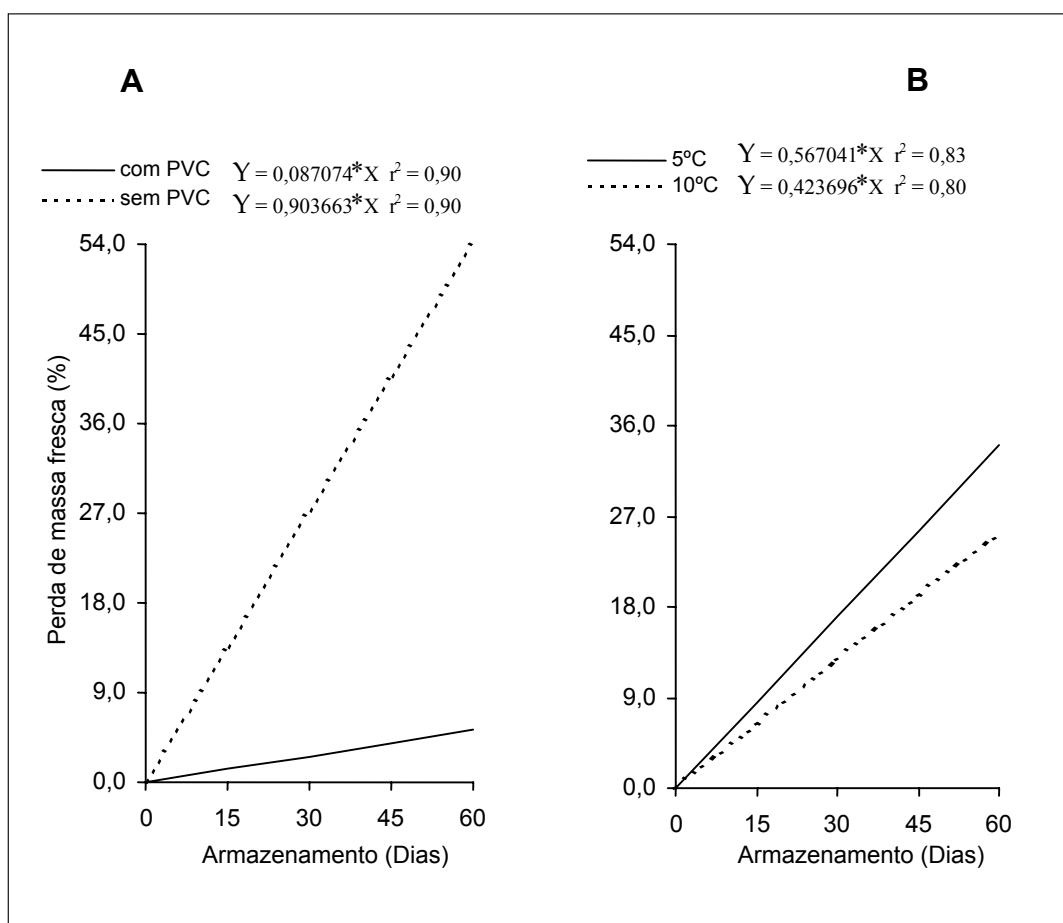 A
com PVC Y = 0,087074*X r² = 0,90
sem PVC Y = 0,903663*X r² = 0,90
54,0
45,0
36,0
27,0
18,0
9,0
0,0
Perda de massa fresca (%)
0 15 30 45 60
Armazenamento (Dias)
B
5ºC Y = 0,567041*X r² = 0,83
10ºC Y = 0,423696*X r² = 0,80
54,0
45,0
36,0
27,0
18,0
9,0
0,0
0 15 30 45 60
Armazenamento (Dias)